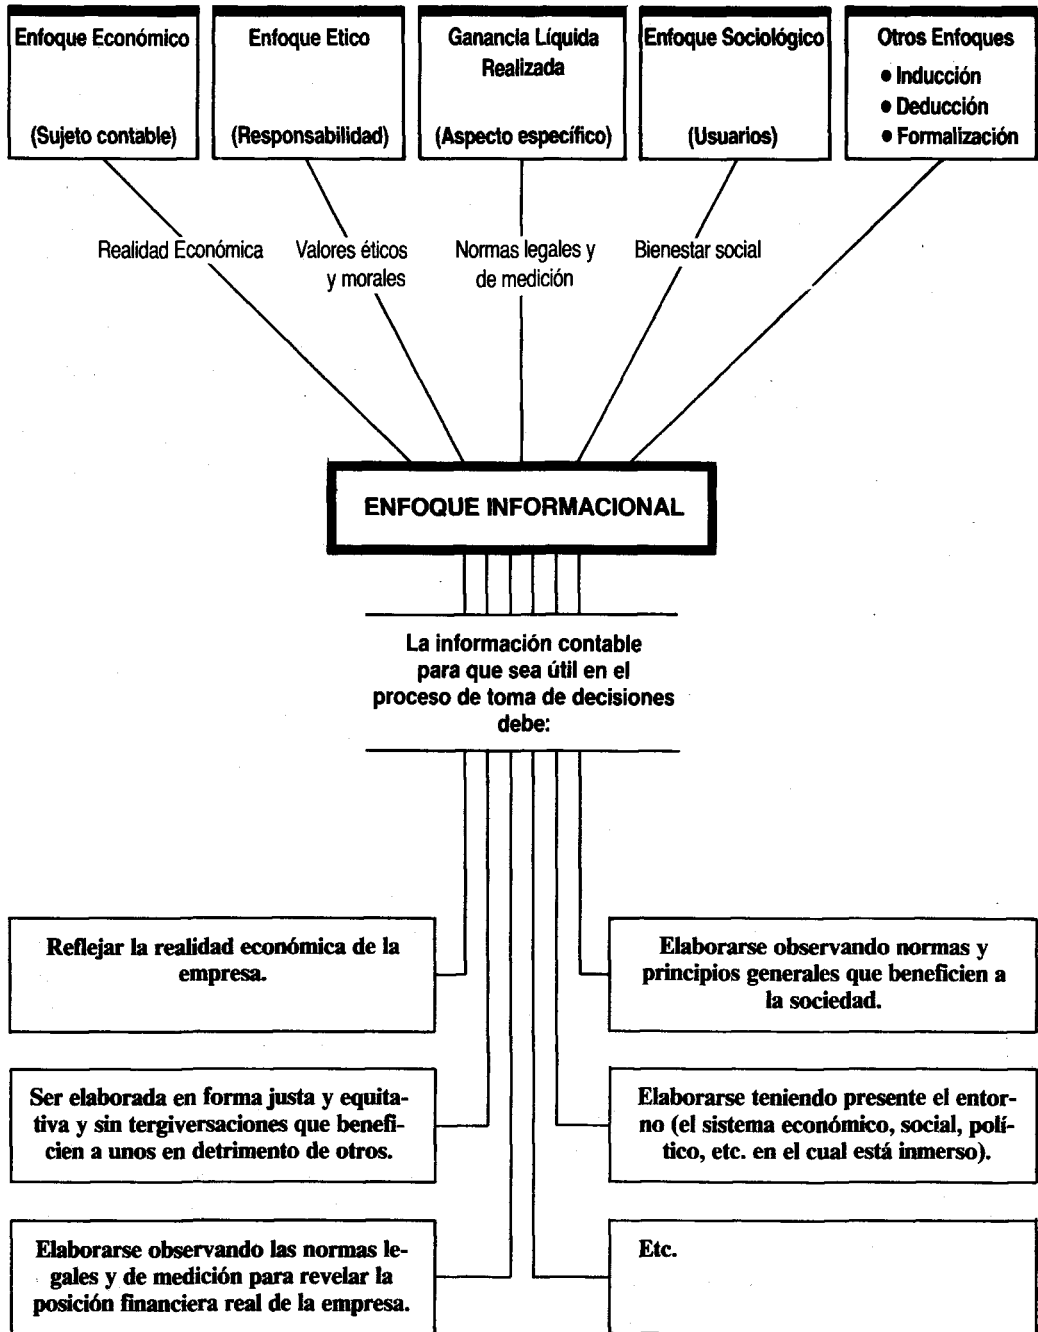 Enfoque Económico
(Sujeto contable)
Enfoque Etico
(Responsabilidad)
Ganancia Líquida
Realizada
(Aspecto específico)
Enfoque Sociológico
(Usuarios)
Otros Enfoques
● Inducción
● Deducción
● Formalización
Realidad Económica
Valores éticos
y morales
Normas legales y
de medición
Bienestar social
ENFOQUE INFORMACIONAL
La información contable
para que sea útil en el
proceso de toma de decisiones
debe:
Reflejar la realidad económica de la
empresa.
Elaborarse observando normas y
principios generales que beneficien a
la sociedad.
Ser elaborada en forma justa y equita-
tiva y sin tergiversaciones que benefi-
cien a unos en detrimento de otros.
Elaborarse teniendo presente el entor-
no (el sistema económico, social, polí-
tico, etc. en el cual está inmerso).
Elaborarse observando las normas le-
gales y de medición para revelar la
posición financiera real de la empresa.
Etc.